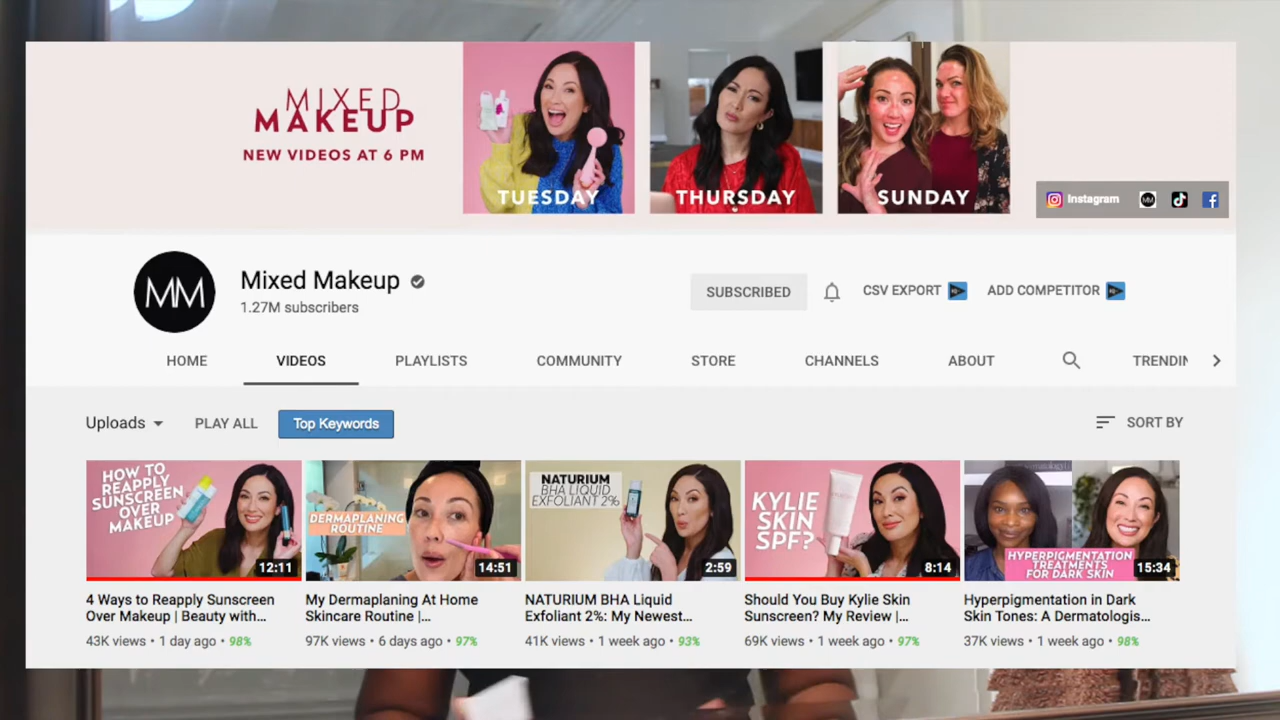 MIXED
MAKEUP
NEW VIDEOS AT 6 PM
TUESDAY
THURSDAY
SUNDAY
Instagram
MM
MM
Mixed Makeup
1.27M subscribers
SUBSCRIBED
CSV EXPORT
ADD COMPETITOR
HOME
VIDEOS
PLAYLISTS
COMMUNITY
STORE
CHANNELS
ABOUT
TRENDIN
Uploads
PLAY ALL
Top Keywords
SORT BY
HOW TO
REAPPLY
SUNSCREEN
OVER
MAKEUP
12:11
DERMAPLANING
ROUTINE
14:51
NATURIUM
BHA LIQUID
EXFOLIANT 2%
2:59
KYLIE
SKIN
SPF?
8:14
HYPERPIGMENTATION
TREATMENTS
FOR DARK SKIN
15:34
4 Ways to Reapply Sunscreen
Over Makeup | Beauty with...
43K views • 1 day ago • 98%
My Dermaplaning At Home
Skincare Routine |...
97K views • 6 days ago • 97%
NATURIUM BHA Liquid
Exfoliant 2%: My Newest...
41K views • 1 week ago • 93%
Should You Buy Kylie Skin
Sunscreen? My Review |...
69K views • 1 week ago • 97%
Hyperpigmentation in Dark
Skin Tones: A Dermatologis...
37K views • 1 week ago • 98%